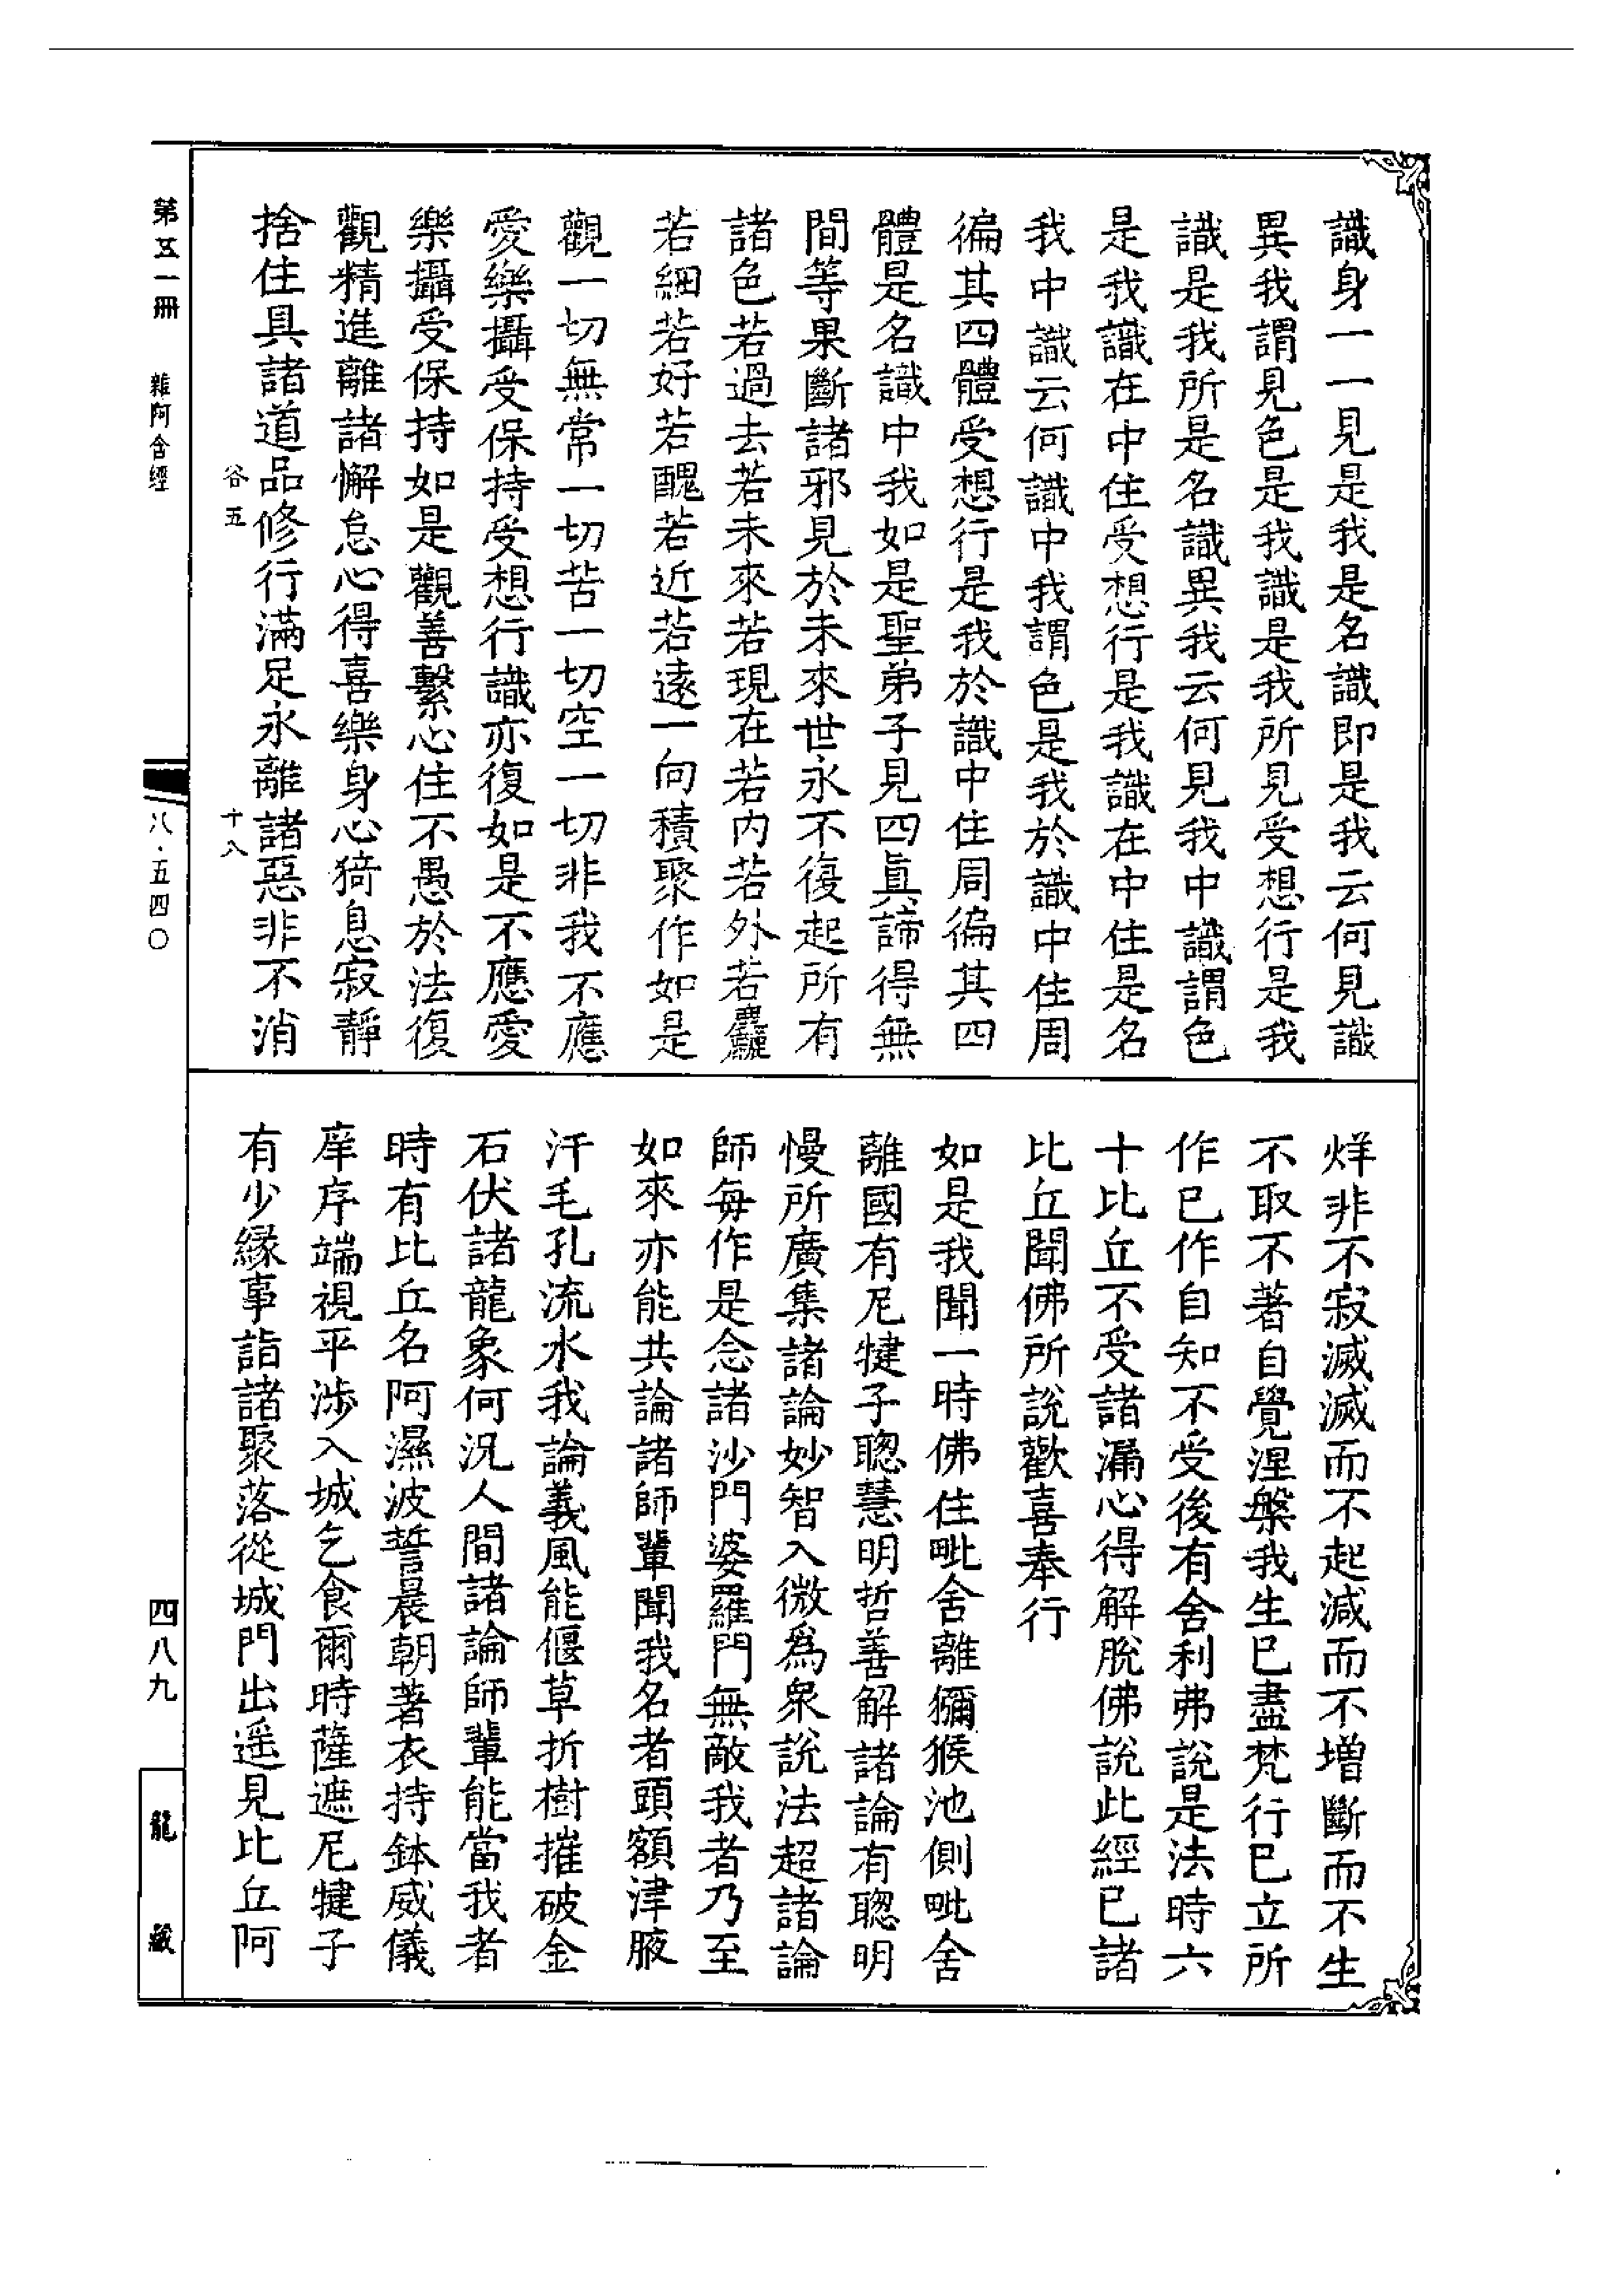 識身一一見是我是名識即是我云何見識
異我謂見色是我識是我所見受想行是我
識是我所是名識異我云何見我中識謂色
是我識在中住受想行是我識在中住是名
我中識云何識中我謂色是我於識中住周
徧其四體受想行是我於識中住周徧其四
體是名識中我如是聖弟子見四眞諦得無
間等果斷諸邪見於未來世永不復起所有
諸色若過去若未來若現在若内若外若麤
若細若好若醜若近若遠一向積聚作如是
觀一切無常一切苦一切空一切非我不應
愛樂攝受保持受想行識亦復如是不應愛
樂攝受保持如是觀善繫心住不愚於法復
觀精進離諸懈怠心得喜樂身心猗息寂靜
捨住具諸道品修行滿足永離諸惡非不消
谷五 十八
烊非不寂滅滅而不起減而不增斷而不生
不取不著自覺涅槃我生已盡梵行已立所
作已作自知不受後有舍利弗說是法時六
十比丘不受諸漏心得解脫佛說此經已諸
比丘聞佛所說歡喜奉行
如是我聞一時佛住毗舍離獼猴池側毗舍
離國有尼犍子聰慧明哲善解諸論有聰明
慢所廣集諸論妙智入微爲衆說法超諸論
師每作是念諸沙門婆羅門無敵我者乃至
如來亦能共論諸師輩聞我名者頭額津腋
汗毛孔流水我論義風能偃草折樹摧破金
石伏諸龍象何況人間諸論師輩能當我者
時有比丘名阿濕波誓晨朝著衣持鉢威儀
庠序端視平涉入城乞食爾時薩遮尼犍子
有少緣事詣諸聚落從城門出遥見比丘阿
第五一冊 雜阿含經 八·五四〇 四八九 龍藏